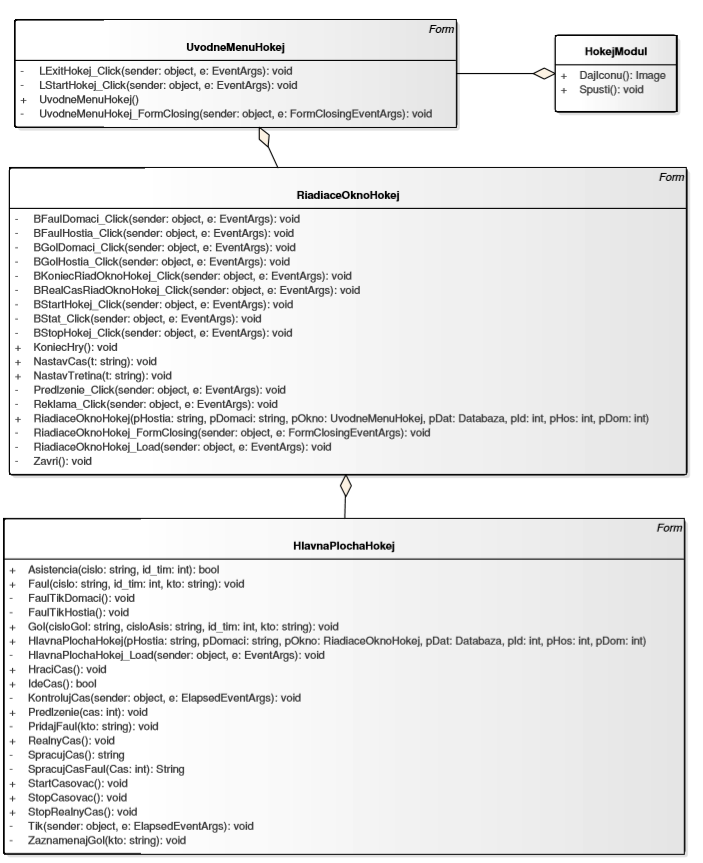 Form
UvodneMenuHokej
- LExitHokej_Click(sender: object, e: EventArgs): void
- LStartHokej_Click(sender: object, e: EventArgs): void
+ UvodneMenuHokej()
- UvodneMenuHokej_FormClosing(sender: object, e: FormClosingEventArgs): void
HokejModul
+ DajIconu(): Image
+ Spusti(): void
Form
RiadiaceOknoHokej
- BFaulDomaci_Click(sender: object, e: EventArgs): void
- BFaulHostia_Click(sender: object, e: EventArgs): void
- BGolDomaci_Click(sender: object, e: EventArgs): void
- BGolHostia_Click(sender: object, e: EventArgs): void
- BKoniecRiadOknoHokej_Click(sender: object, e: EventArgs): void
- BRealCasRiadOknoHokej_Click(sender: object, e: EventArgs): void
- BStartHokej_Click(sender: object, e: EventArgs): void
- BStat_Click(sender: object, e: EventArgs): void
- BStopHokej_Click(sender: object, e: EventArgs): void
+ KoniecHry(): void
+ NastavCas(t: string): void
+ NastavTretina(t: string): void
- Predlzenie_Click(sender: object, e: EventArgs): void
- Reklama_Click(sender: object, e: EventArgs): void
+ RiadiaceOknoHokej(pHostia: string, pDomaci: string, pOkno: UvodneMenuHokej, pDat: Databaza, pId: int, pHos: int, pDom: int)
- RiadiaceOknoHokej_FormClosing(sender: object, e: FormClosingEventArgs): void
- RiadiaceOknoHokej_Load(sender: object, e: EventArgs): void
- Zavri(): void
Form
HlavnaPlochaHokej
+ Asistencia(cislo: string, id_tim: int): bool
+ Faul(cislo: string, id_tim: int, kto: string): void
- FaulTikDomaci(): void
- FaulTikHostia(): void
+ Gol(cisloGol: string, cisloAsis: string, id_tim: int, kto: string): void
+ HlavnaPlochaHokej(pHostia: string, pDomaci: string, pOkno: RiadiaceOknoHokej, pDat: Databaza, pId: int, pHos: int, pDom: int)
- HlavnaPlochaHokej_Load(sender: object, e: EventArgs): void
+ HraciCas(): void
+ IdeCas(): bool
- KontrolujCas(sender: object, e: ElapsedEventArgs): void
+ Predlzenie(cas: int): void
- PridajFaul(kto: string): void
+ RealnyCas(): void
- SpracujCas(): string
- SpracujCasFaul(Cas: int): String
+ StartCasovac(): void
+ StopCasovac(): void
+ StopRealnyCas(): void
- Tik(sender: object, e: ElapsedEventArgs): void
- ZaznamenajGol(kto: string): void